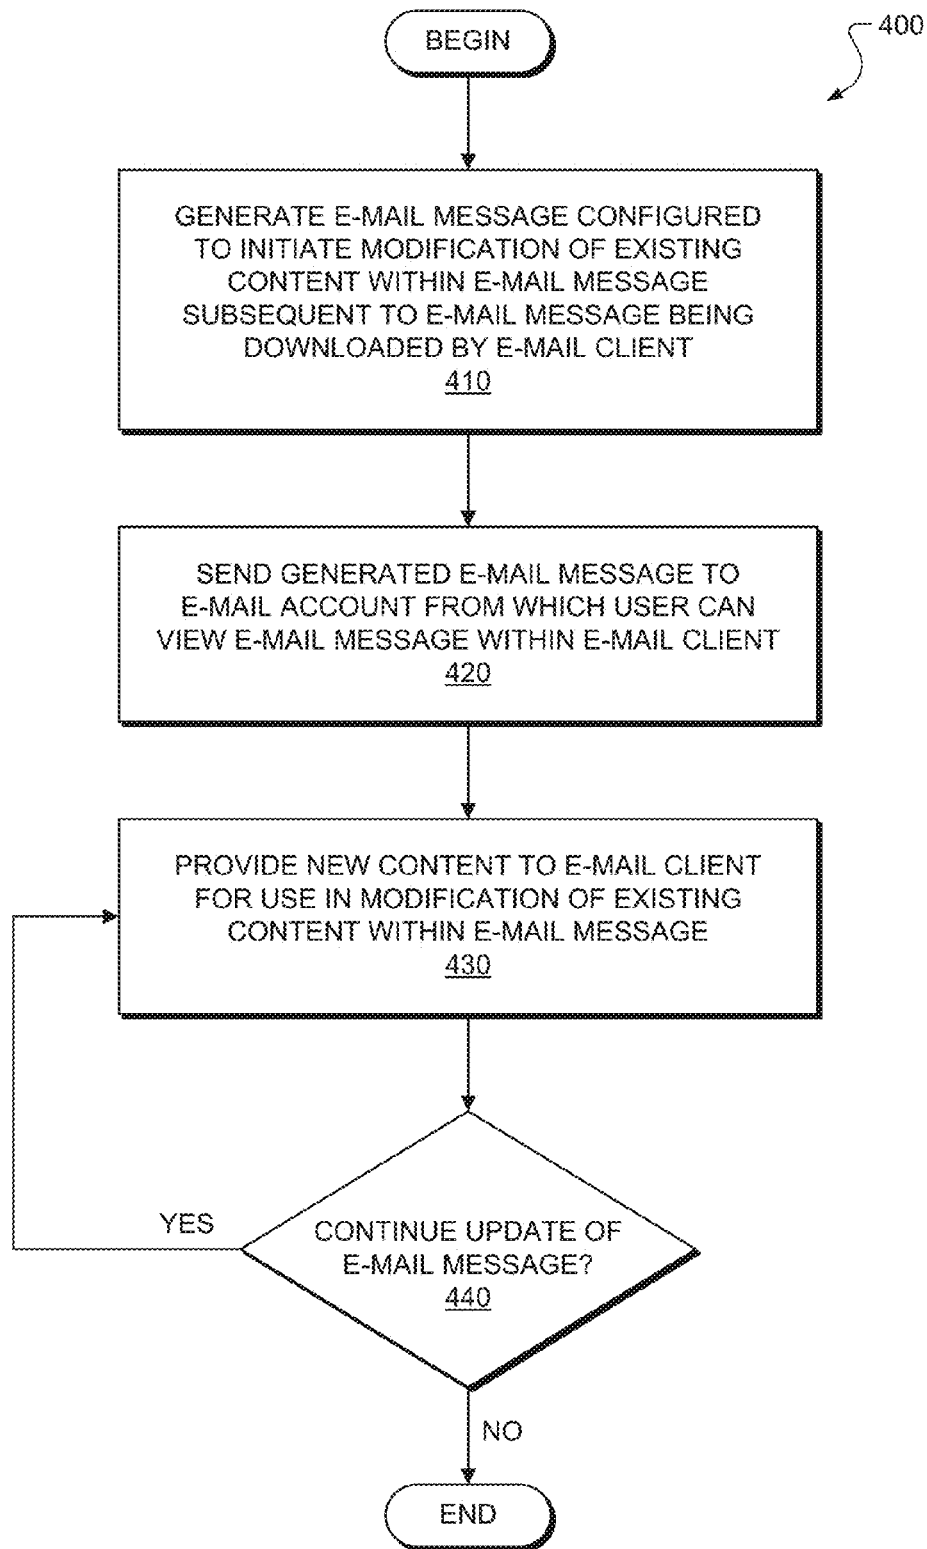 BEGIN
400
GENERATE E-MAIL MESSAGE CONFIGURED
TO INITIATE MODIFICATION OF EXISTING
CONTENT WITHIN E-MAIL MESSAGE
SUBSEQUENT TO E-MAIL MESSAGE BEING
DOWNLOADED BY E-MAIL CLIENT
410
SEND GENERATED E-MAIL MESSAGE TO
E-MAIL ACCOUNT FROM WHICH USER CAN
VIEW E-MAIL MESSAGE WITHIN E-MAIL CLIENT
420
PROVIDE NEW CONTENT TO E-MAIL CLIENT
FOR USE IN MODIFICATION OF EXISTING
CONTENT WITHIN E-MAIL MESSAGE
430
YES
CONTINUE UPDATE OF
E-MAIL MESSAGE?
440
NO
END